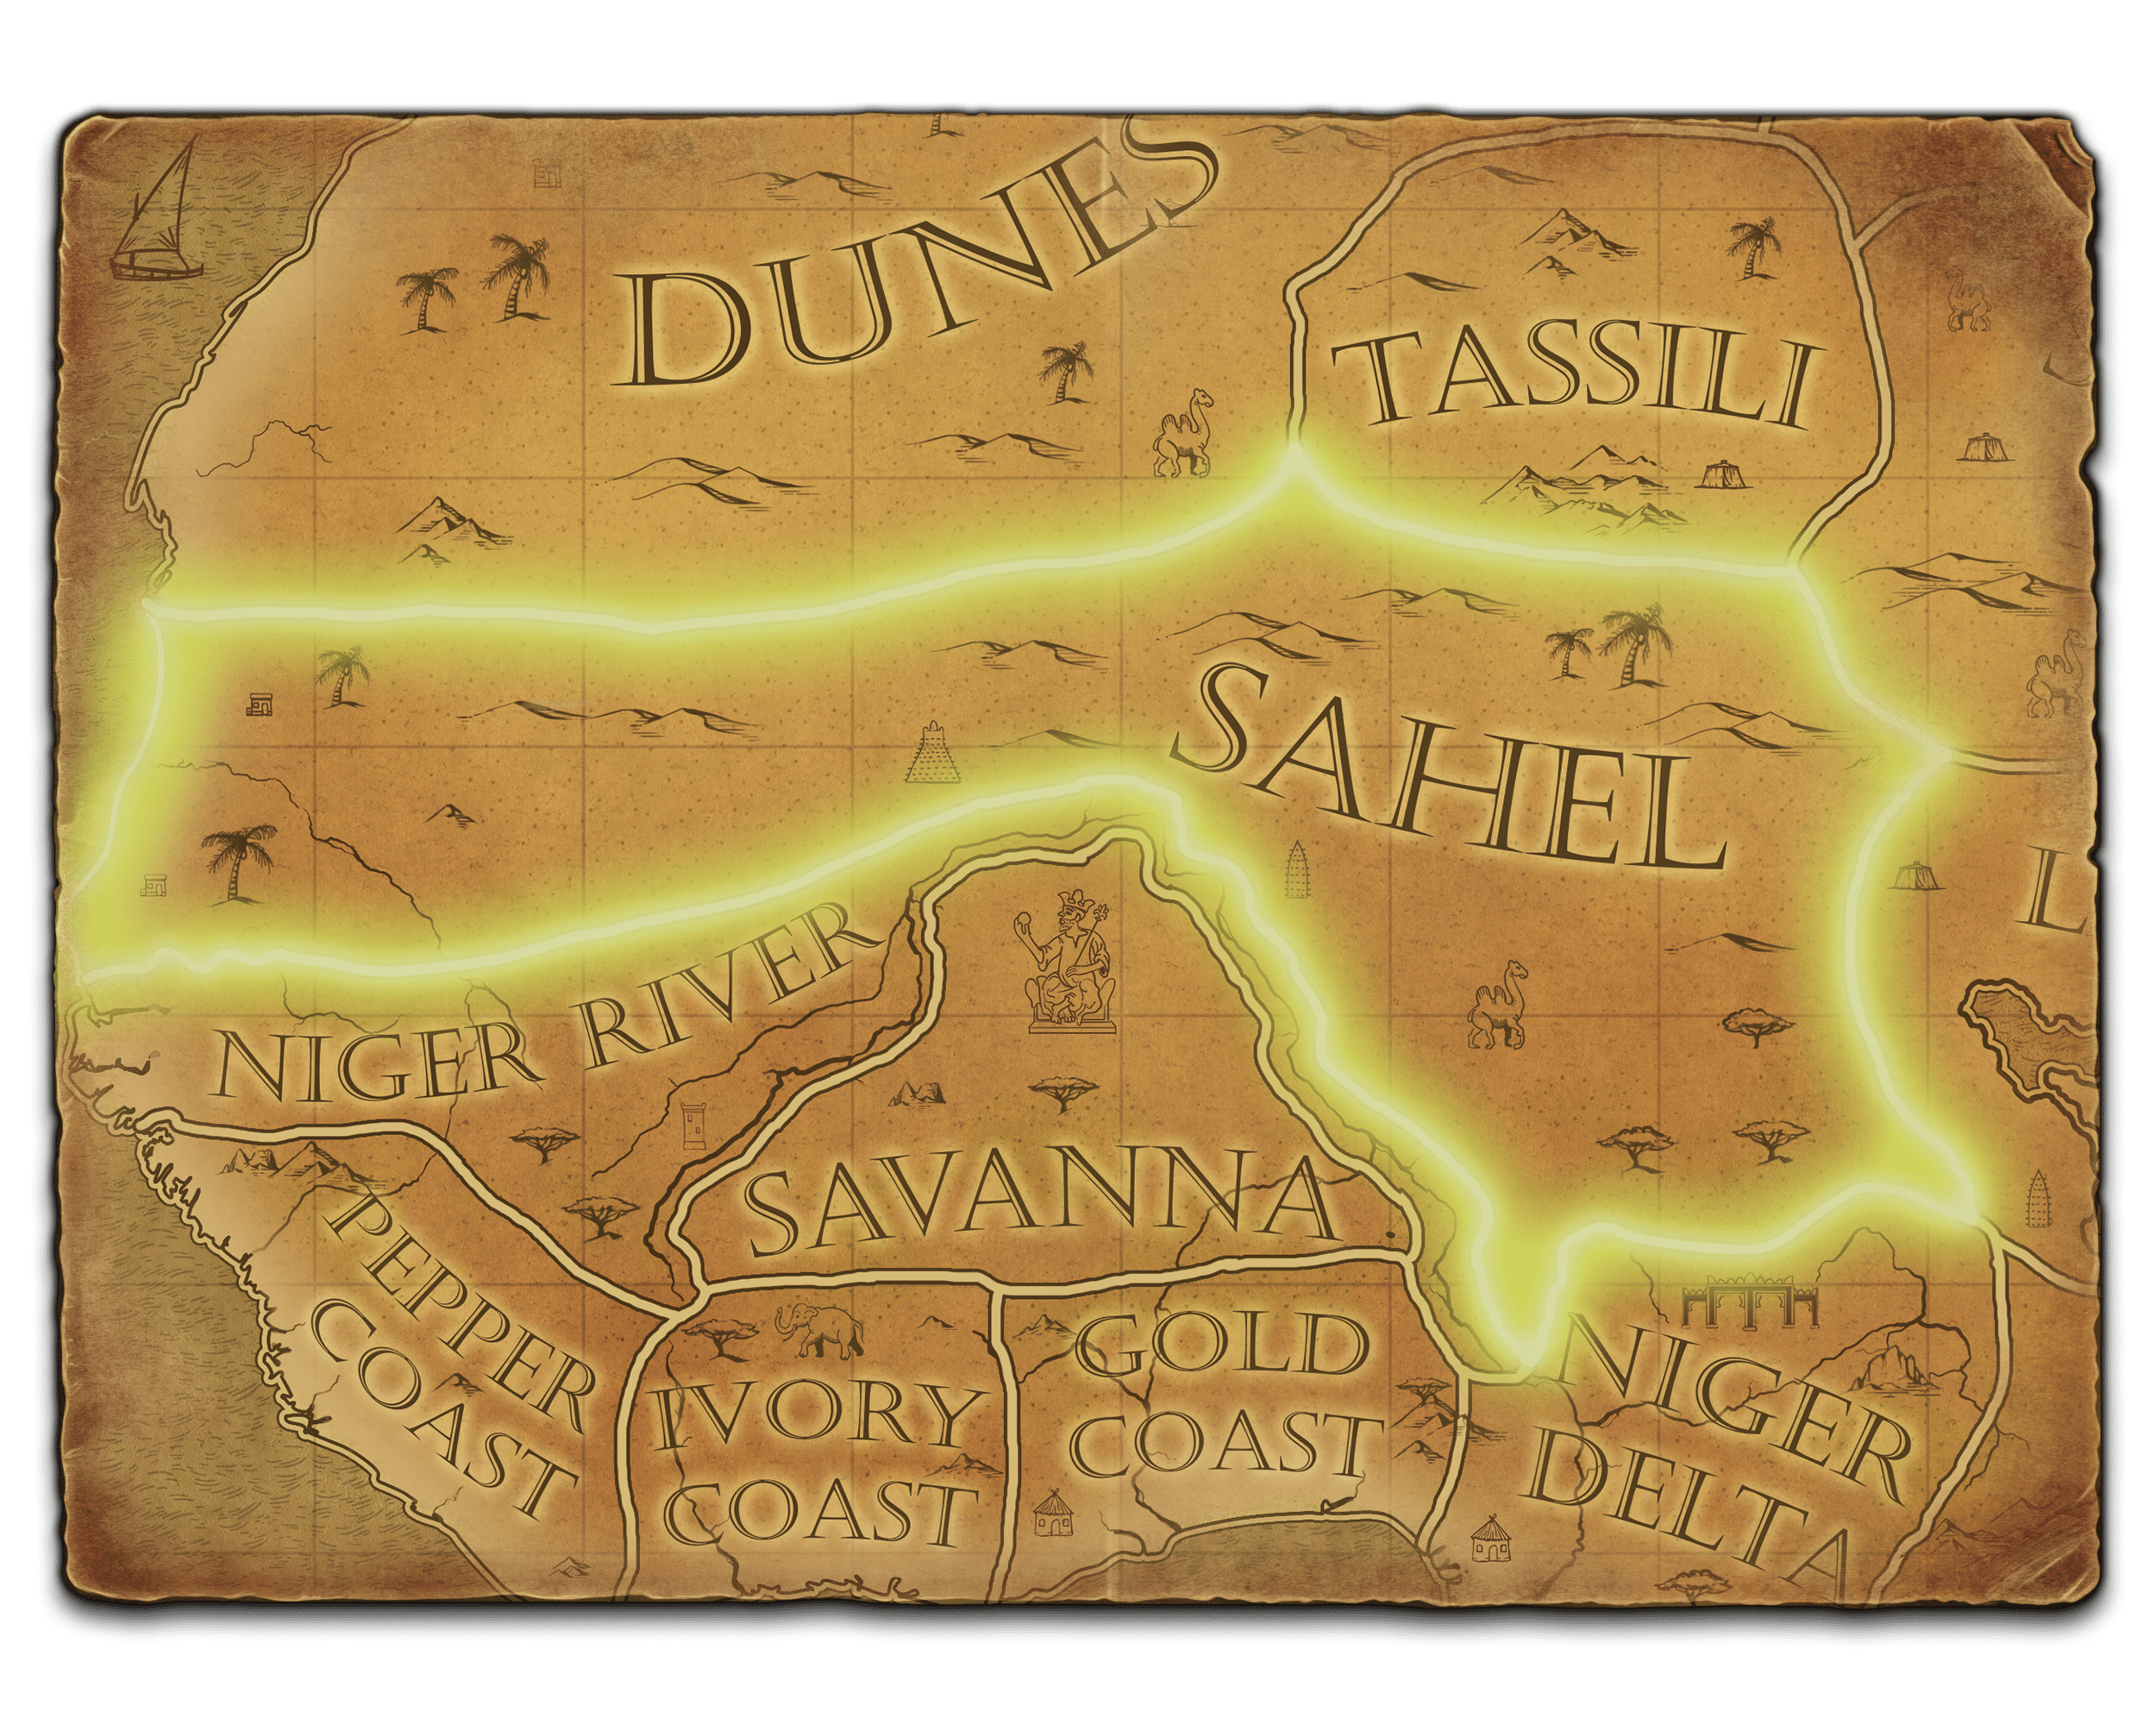 DUNES
TASSILI
SAHEL
L
NIGER RIVER
SAVANNA
PEPPER
COAST
IVORY
COAST
GOLD
COAST
NIGER
DELTA